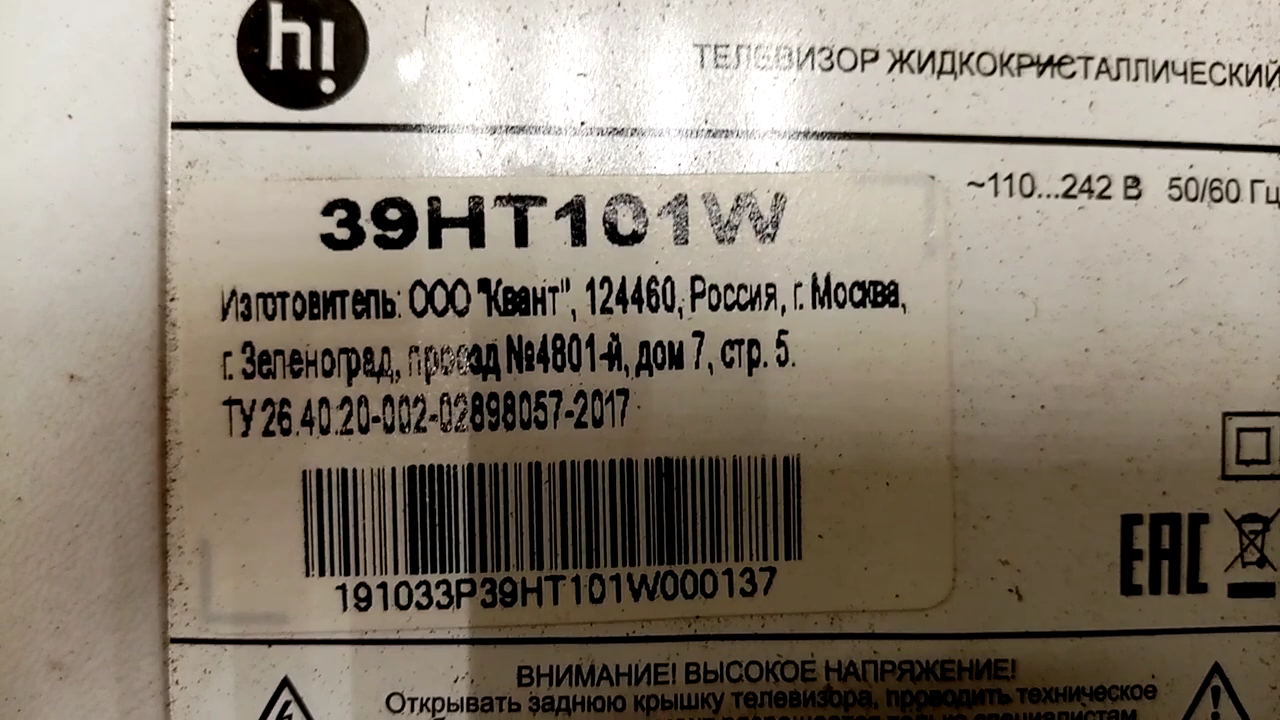 hi!
ТЕЛЕВИЗОР ЖИДКОКРИСТАЛЛИЧЕСКИЙ
~110...242 В 50/60 Гц
39HT101W
Изготовитель: ООО "Квант", 124460, Россия, г. Москва,
г. Зеленоград, проезд №4801-й, дом 7, стр. 5.
ТУ 26.40.20-002-02898057-2017
EAC
191033P39HT101W000137
ВНИМАНИЕ! ВЫСОКОЕ НАПРЯЖЕНИЕ!
Открывать заднюю крышку телевизора, проводить техническое
только специалистам